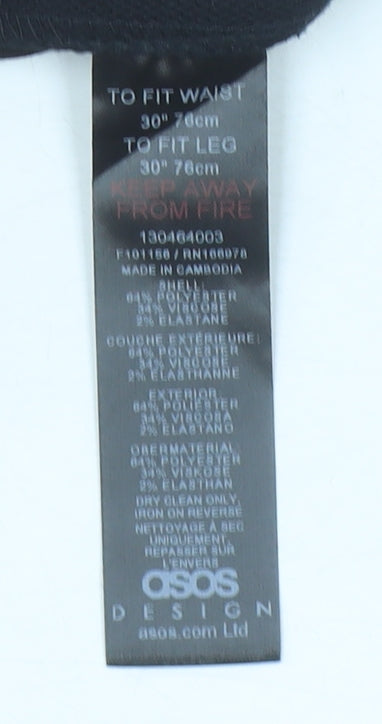 TO FIT WAIST
30" 76cm
TO FIT LEG
30" 76cm
KEEP AWAY
FROM FIRE
130464003
F101156 / RN166978
MADE IN CAMBODIA
SHELL:
64% POLYESTER
34% VISCOSE
2% ELASTANE
COUCHE EXTÉRIEURE:
64% POLYESTER
34% VISCOSE
2% ÉLASTHANNE
EXTERIOR
64% POLIÉSTER
34% VISCOSA
2% ELASTANO
OBERMATERIAL
64% POLYESTER
34% VISKOSE
2% ELASTHAN
DRY CLEAN ONLY,
IRON ON REVERSE
NETTOYAGE À SEC
UNIQUEMENT,
REPASSER SUR
L'ENVERS
asos
DESIGN
asos.com Ltd